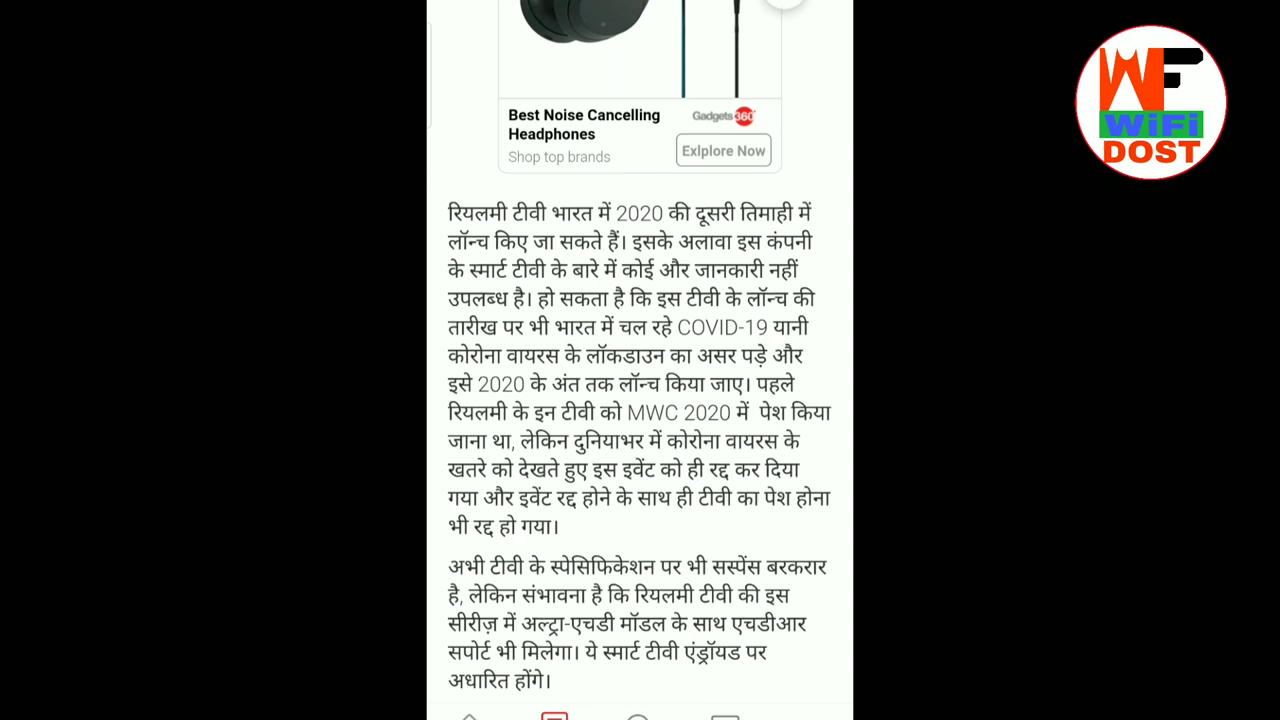 Best Noise Cancelling
Headphones
Shop top brands
Gadgets 360°
Exlplore Now
WF
WiFi
DOST
रियलमी टीवी भारत में 2020 की दूसरी तिमाही में
लॉन्च किए जा सकते हैं। इसके अलावा इस कंपनी
के स्मार्ट टीवी के बारे में कोई और जानकारी नहीं
उपलब्ध है। हो सकता है कि इस टीवी के लॉन्च की
तारीख पर भी भारत में चल रहे COVID-19 यानी
कोरोना वायरस के लॉकडाउन का असर पड़े और
इसे 2020 के अंत तक लॉन्च किया जाए। पहले
रियलमी के इन टीवी को MWC 2020 में पेश किया
जाना था, लेकिन दुनियाभर में कोरोना वायरस के
खतरे को देखते हुए इस इवेंट को ही रद्द कर दिया
गया और इवेंट रद्द होने के साथ ही टीवी का पेश होना
भी रद्द हो गया।
अभी टीवी के स्पेसिफिकेशन पर भी सस्पेंस बरकरार
है, लेकिन संभावना है कि रियलमी टीवी की इस
सीरीज़ में अल्ट्रा-एचडी मॉडल के साथ एचडीआर
सपोर्ट भी मिलेगा। ये स्मार्ट टीवी एंड्रॉयड पर
अधारित होंगे।